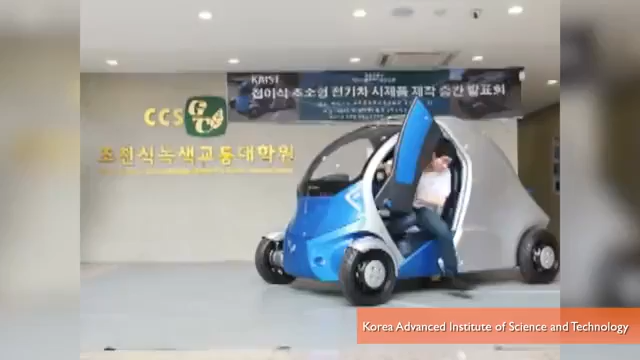 KAIST
접이식 초소형 전기차 시제품 제작 중간 발표회
CCS
조천식녹색교통대학원
Korea Advanced Institute of Science and Technology